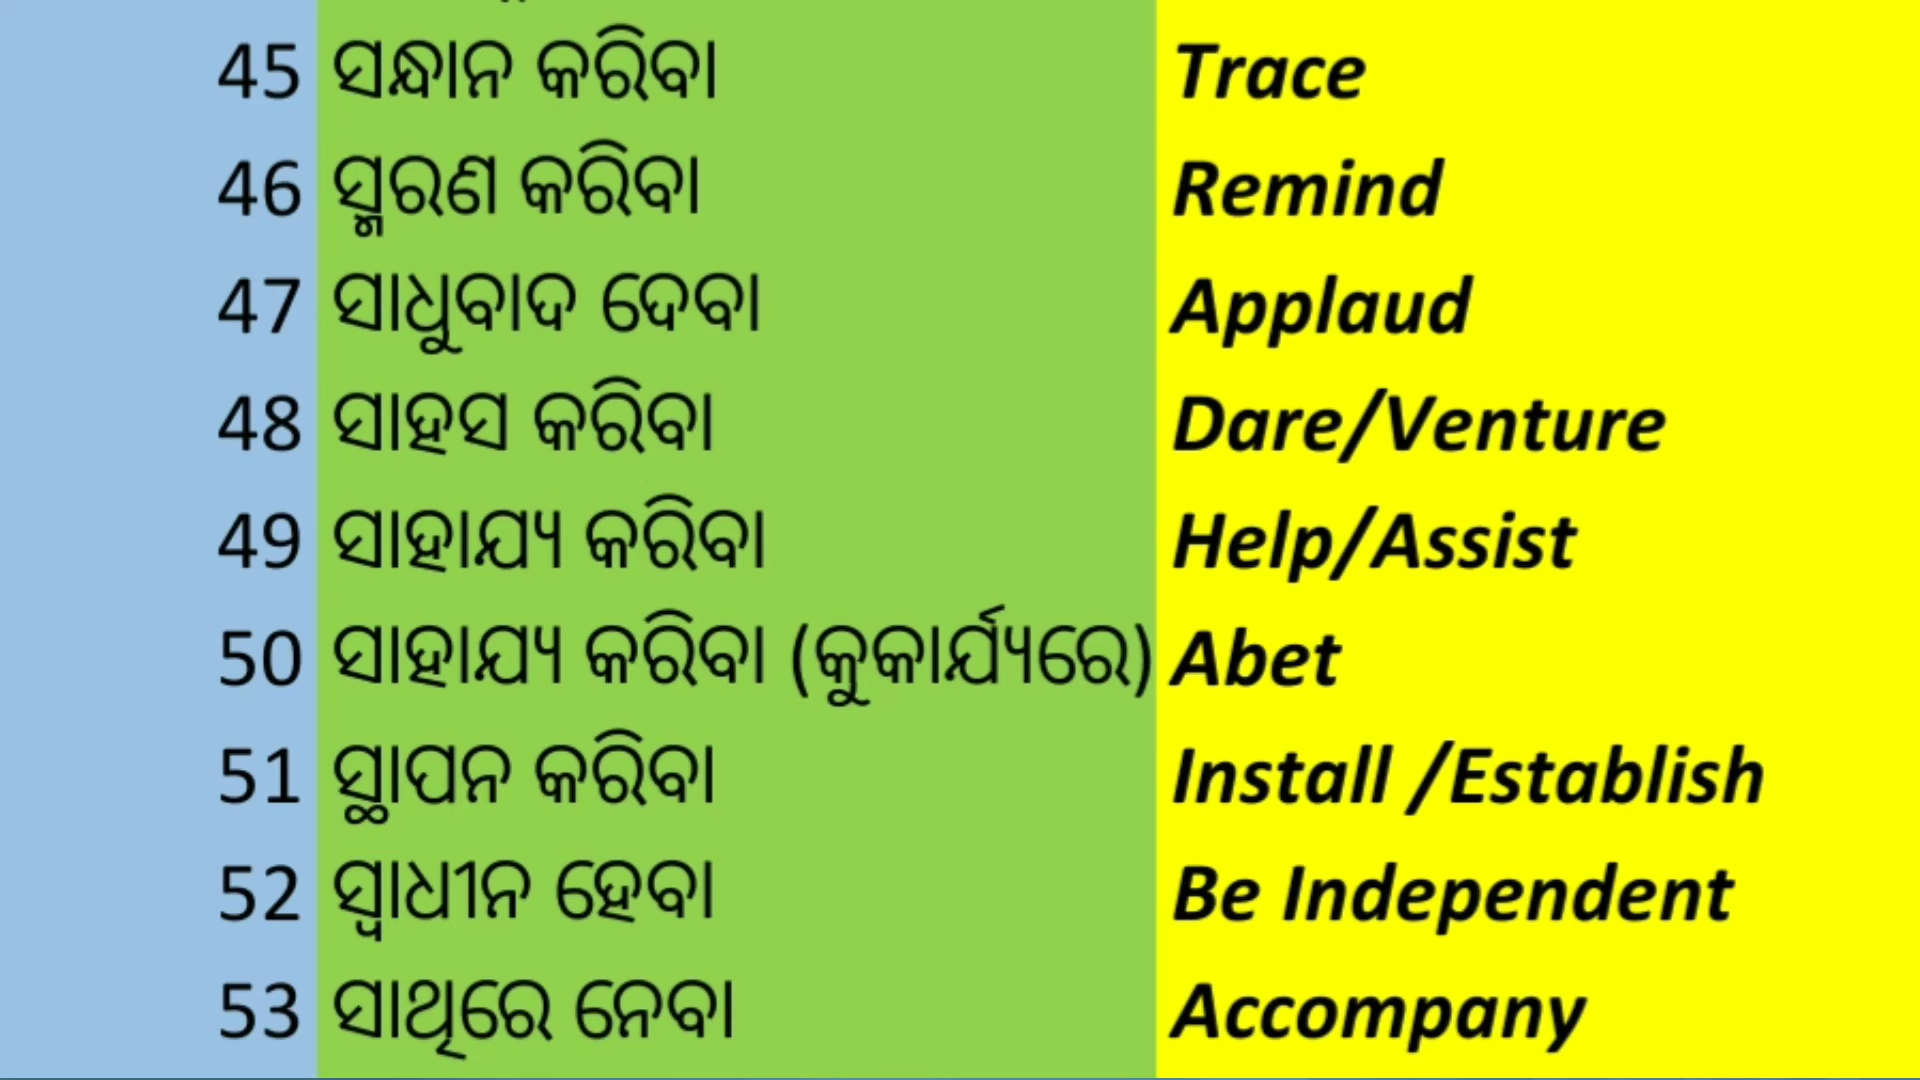 45 ସନ୍ଧାନ କରିବା Trace
46 ସ୍ମରଣ କରିବା Remind
47 ସାଧୁବାଦ ଦେବା Applaud
48 ସାହସ କରିବା Dare/Venture
49 ସାହାଯ୍ୟ କରିବା Help/Assist
50 ସାହାଯ୍ୟ କରିବା (କୁକାର୍ଯ୍ୟରେ) Abet
51 ସ୍ଥାପନ କରିବା Install /Establish
52 ସ୍ଵାଧୀନ ହେବା Be Independent
53 ସାଥିରେ ନେବା Accompany